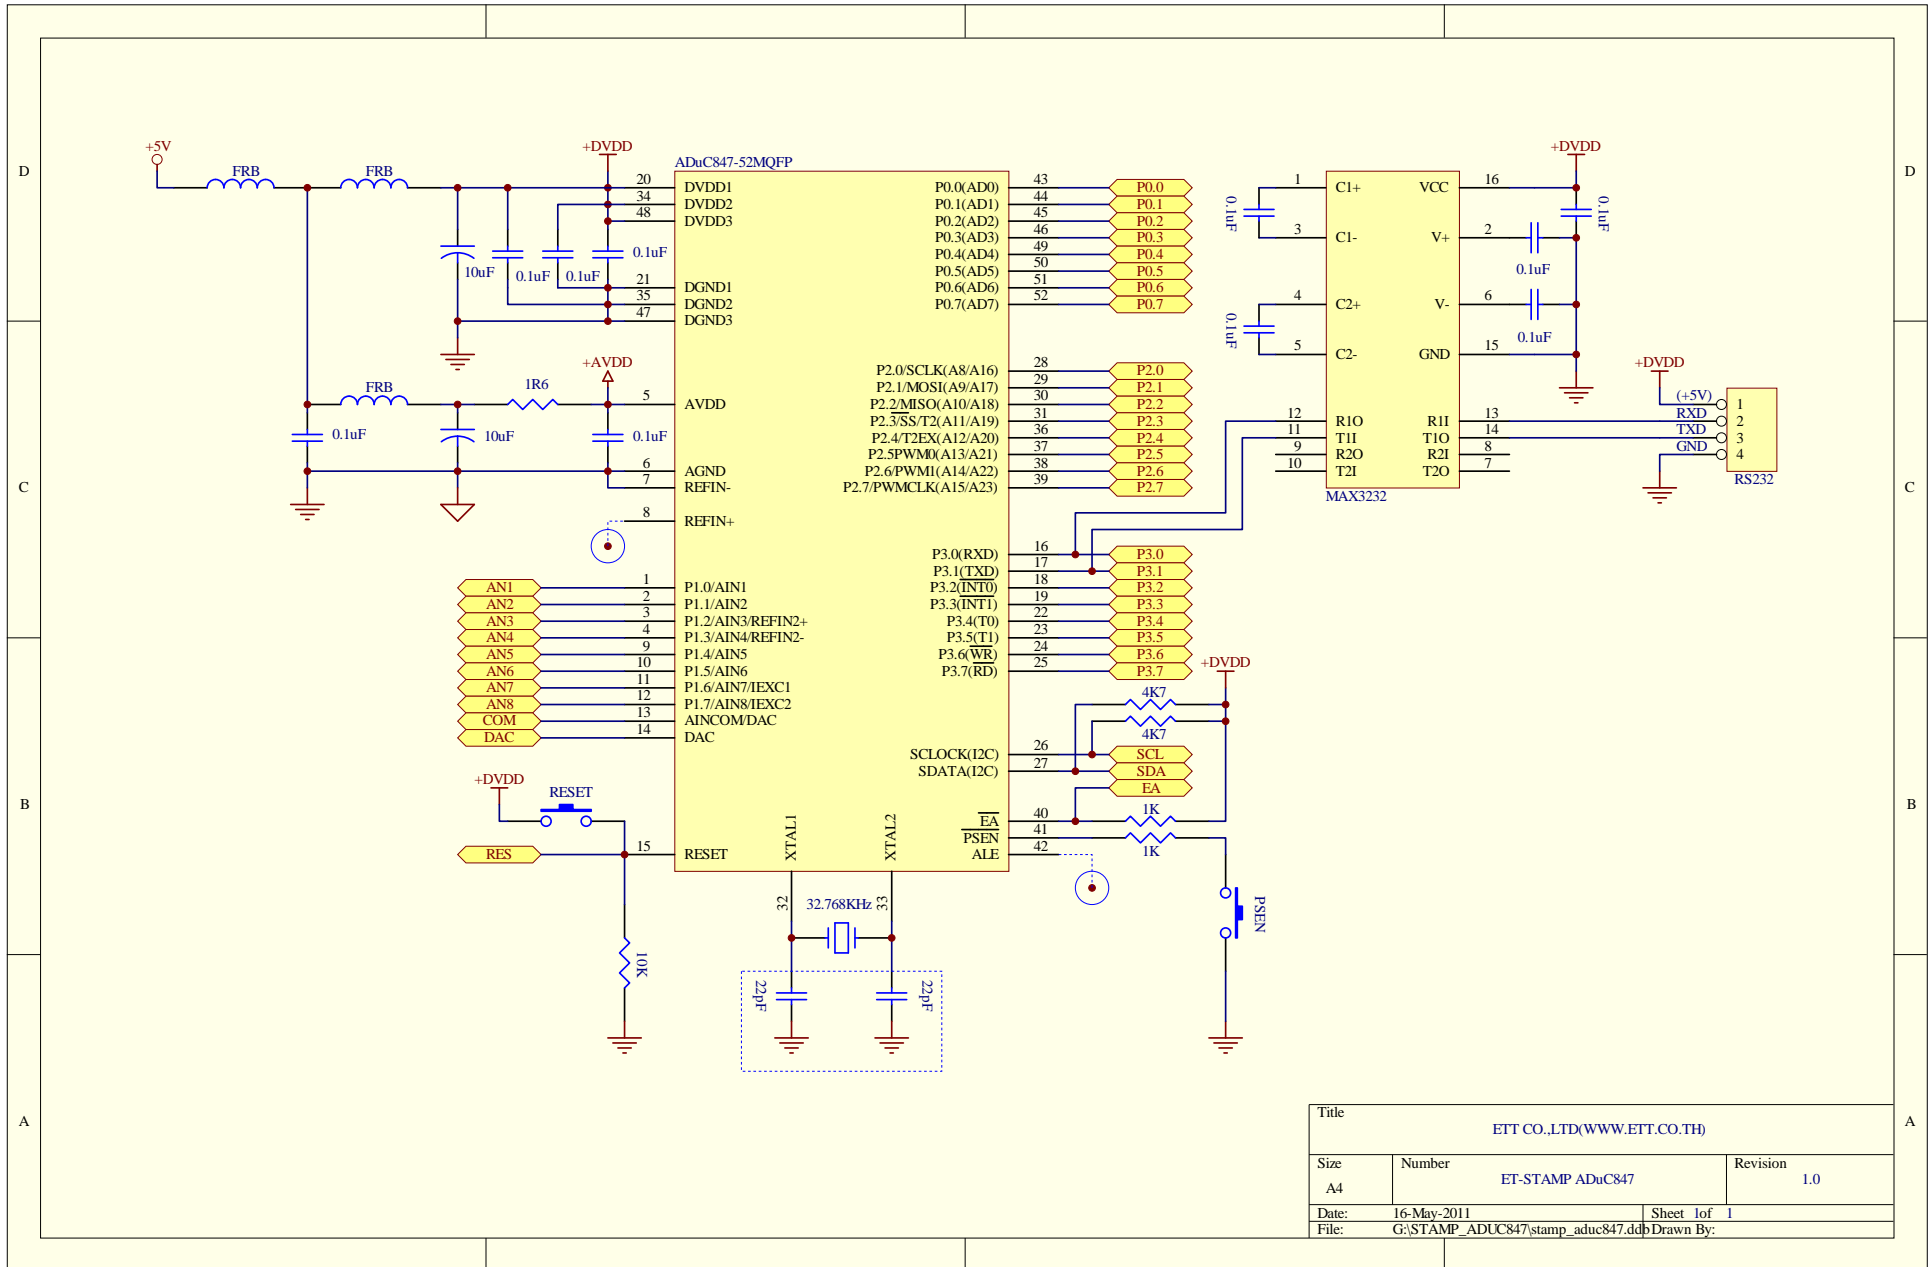 D
D
C
C
B
B
A
A
+5V
FRB
FRB
+DVDD
10uF
0.1uF
0.1uF
0.1uF
FRB
1R6
+AVDD
0.1uF
10uF
0.1uF
ADuC847-52MQFP
20 DVDD1
34 DVDD2
48 DVDD3
21 DGND1
35 DGND2
47 DGND3
5 AVDD
6 AGND
7 REFIN-
8 REFIN+
AN1 1 P1.0/AIN1
AN2 2 P1.1/AIN2
AN3 3 P1.2/AIN3/REFIN2+
AN4 4 P1.3/AIN4/REFIN2-
AN5 9 P1.4/AIN5
AN6 10 P1.5/AIN6
AN7 11 P1.6/AIN7/IEXC1
AN8 12 P1.7/AIN8/IEXC2
COM 13 AINCOM/DAC
DAC 14 DAC
+DVDD
RESET
RES 15 RESET
10K
XTAL1
XTAL2
32
33
32.768KHz
22pF
22pF
P0.0(AD0) 43 P0.0
P0.1(AD1) 44 P0.1
P0.2(AD2) 45 P0.2
P0.3(AD3) 46 P0.3
P0.4(AD4) 49 P0.4
P0.5(AD5) 50 P0.5
P0.6(AD6) 51 P0.6
P0.7(AD7) 52 P0.7
P2.0/SCLK(A8/A16) 28 P2.0
P2.1/MOSI(A9/A17) 29 P2.1
P2.2/MISO(A10/A18) 30 P2.2
P2.3/SS/T2(A11/A19) 31 P2.3
P2.4/T2EX(A12/A20) 36 P2.4
P2.5PWM0(A13/A21) 37 P2.5
P2.6/PWM1(A14/A22) 38 P2.6
P2.7/PWMCLK(A15/A23) 39 P2.7
P3.0(RXD) 16 P3.0
P3.1(TXD) 17 P3.1
P3.2(INT0) 18 P3.2
P3.3(INT1) 19 P3.3
P3.4(T0) 22 P3.4
P3.5(T1) 23 P3.5
P3.6(WR) 24 P3.6
P3.7(RD) 25 P3.7
+DVDD
4K7
4K7
SCLOCK(I2C) 26 SCL
SDATA(I2C) 27 SDA
EA
EA 40 1K
PSEN 41 1K
ALE 42
PSEN
+DVDD
1 C1+ VCC 16
0.1uF
0.1uF
3 C1- V+ 2
0.1uF
4 C2+ V- 6
0.1uF
0.1uF
5 C2- GND 15
12 R1O R1I 13
11 T1I T1O 14
9 R2O R2I 8
10 T2I T2O 7
MAX3232
+DVDD
(+5V) 1
RXD 2
TXD 3
GND 4
RS232
Title
ETT CO.,LTD(WWW.ETT.CO.TH)
Size Number Revision
A4 ET-STAMP ADuC847 1.0
Date: 16-May-2011 Sheet 1of 1
File: G:\STAMP_ADUC847\stamp_aduc847.ddb Drawn By: